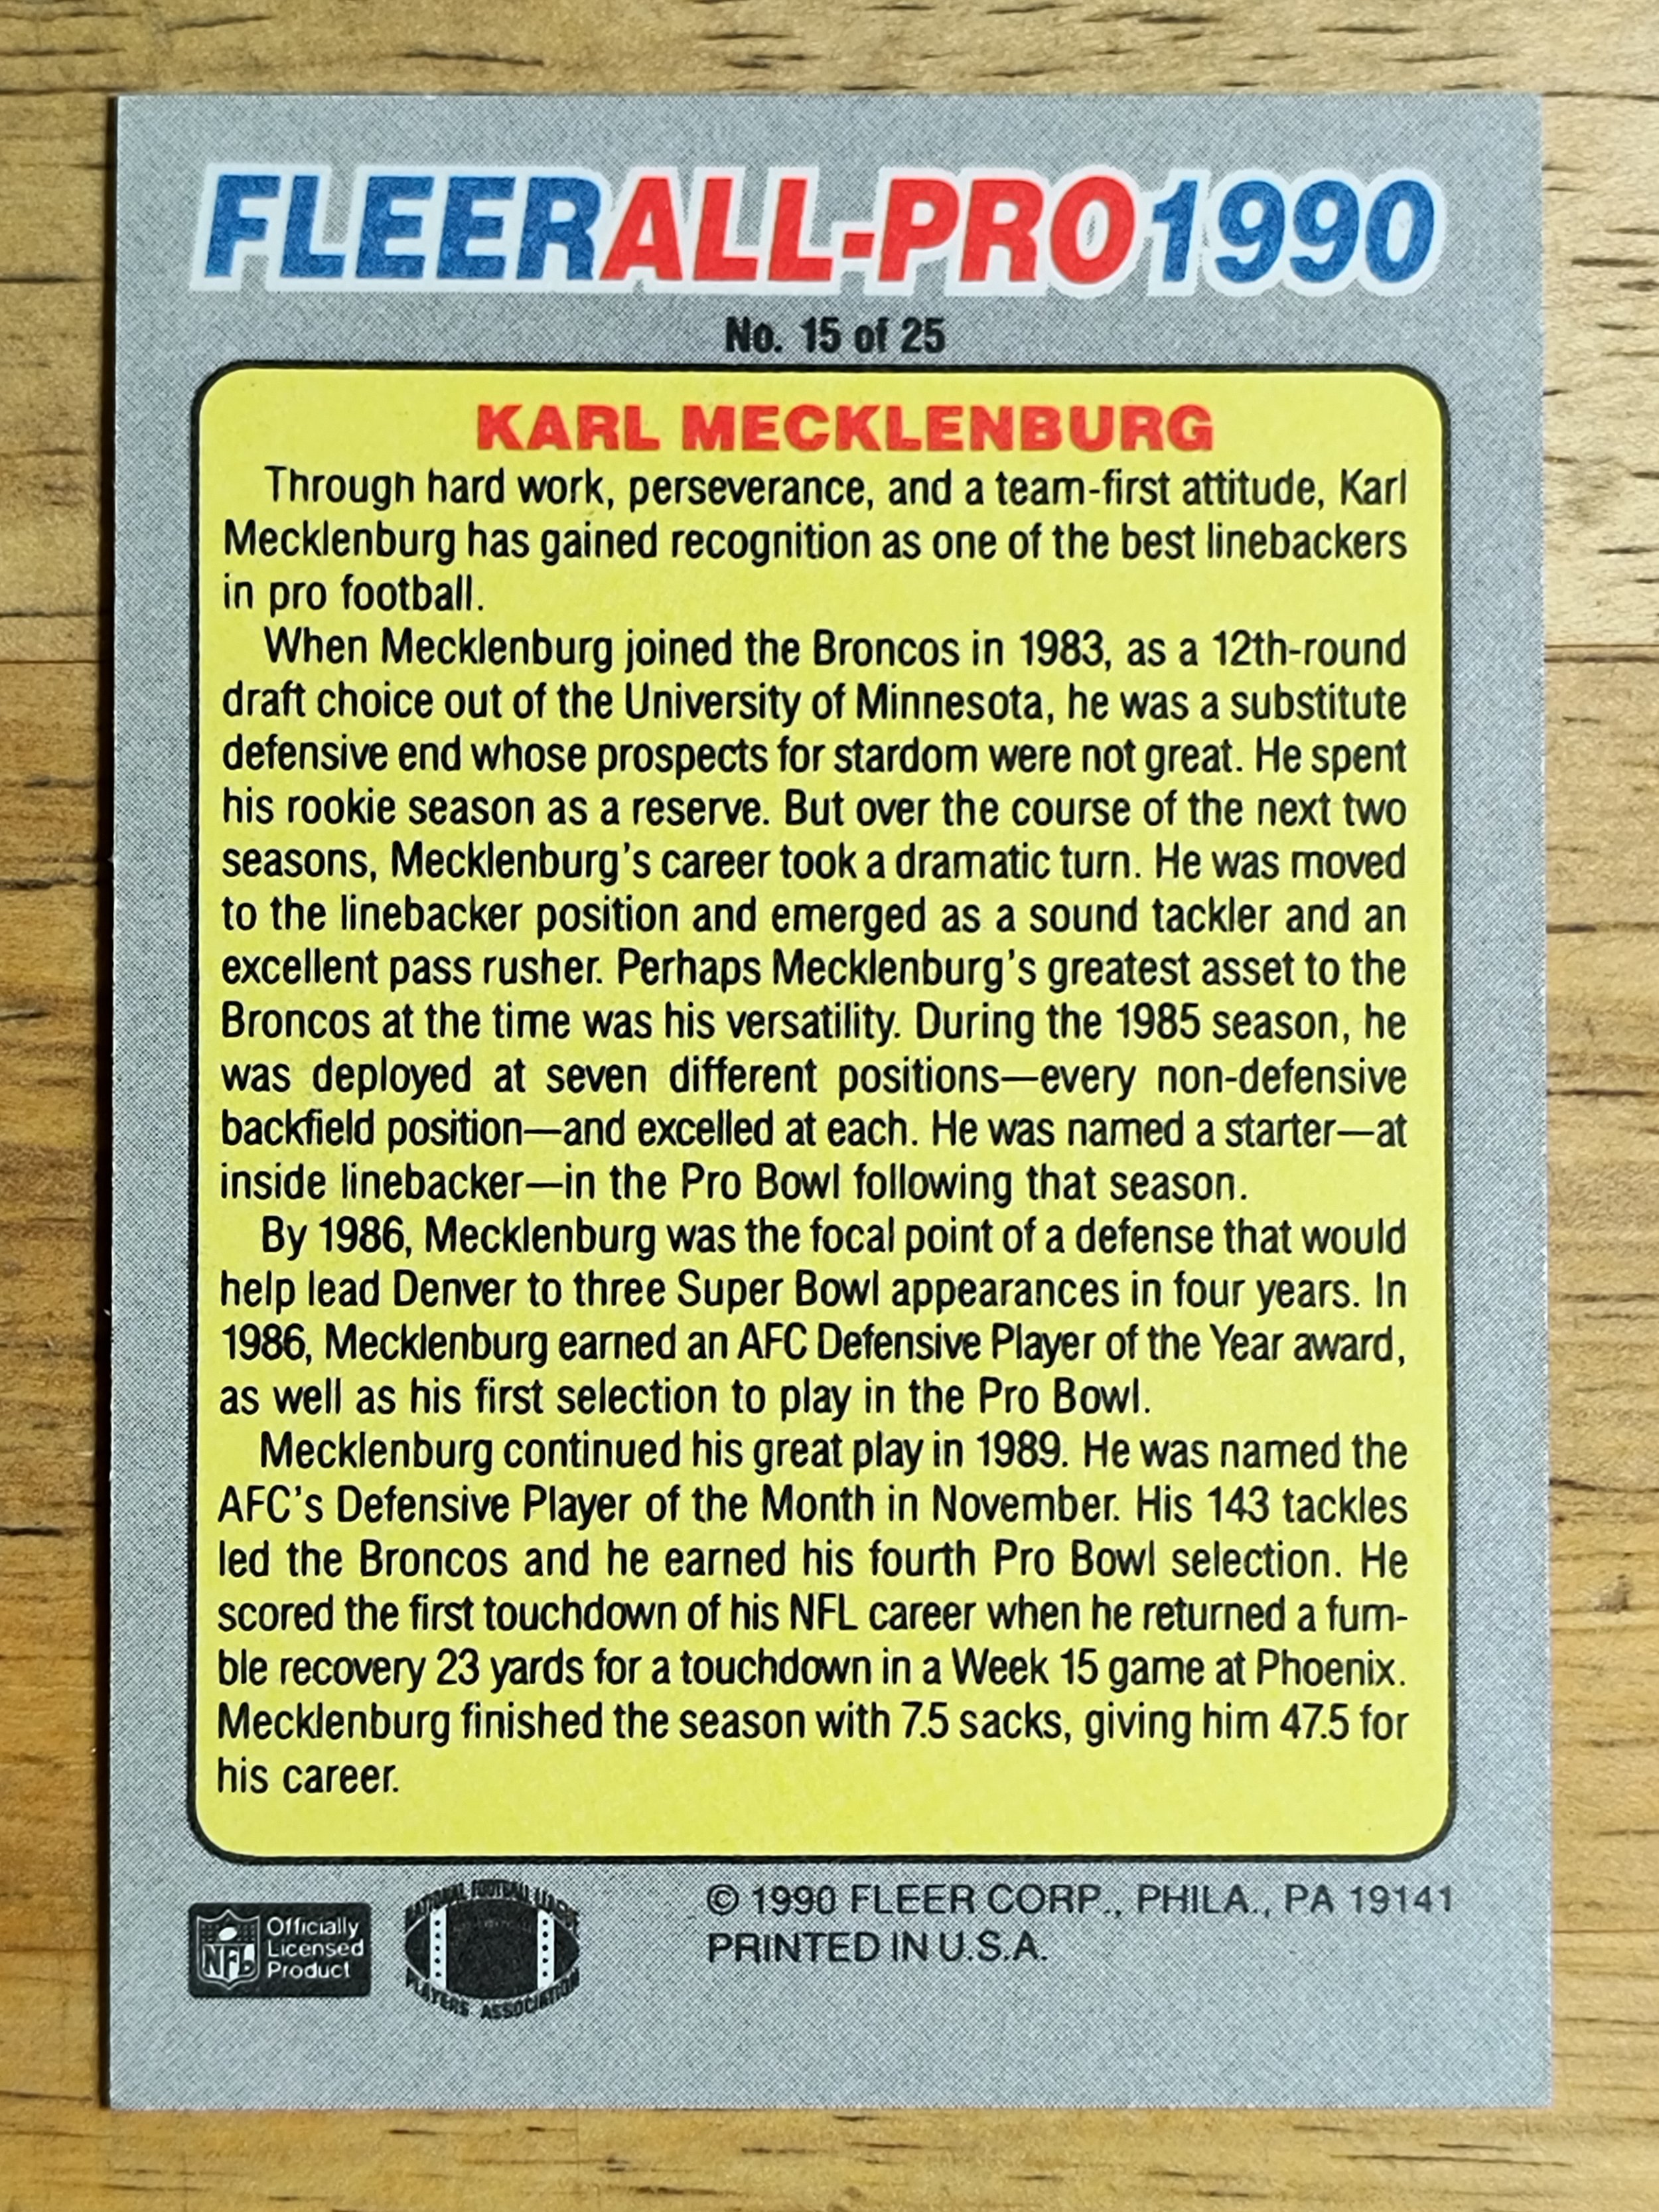 FLEER ALL-PRO 1990
No. 15 of 25
KARL MECKLENBURG
Through hard work, perseverance, and a team-first attitude, Karl
Mecklenburg has gained recognition as one of the best linebackers
in pro football.
When Mecklenburg joined the Broncos in 1983, as a 12th-round
draft choice out of the University of Minnesota, he was a substitute
defensive end whose prospects for stardom were not great. He spent
his rookie season as a reserve. But over the course of the next two
seasons, Mecklenburg's career took a dramatic turn. He was moved
to the linebacker position and emerged as a sound tackler and an
excellent pass rusher. Perhaps Mecklenburg's greatest asset to the
Broncos at the time was his versatility. During the 1985 season, he
was deployed at seven different positions—every non-defensive
backfield position—and excelled at each. He was named a starter—at
inside linebacker—in the Pro Bowl following that season.
By 1986, Mecklenburg was the focal point of a defense that would
help lead Denver to three Super Bowl appearances in four years. In
1986, Mecklenburg earned an AFC Defensive Player of the Year award,
as well as his first selection to play in the Pro Bowl.
Mecklenburg continued his great play in 1989. He was named the
AFC's Defensive Player of the Month in November. His 143 tackles
led the Broncos and he earned his fourth Pro Bowl selection. He
scored the first touchdown of his NFL career when he returned a fum-
ble recovery 23 yards for a touchdown in a Week 15 game at Phoenix.
Mecklenburg finished the season with 7.5 sacks, giving him 47.5 for
his career.
NFL
Officially
Licensed
Product
NATIONAL FOOTBALL LEAGUE
PLAYERS ASSOCIATION
© 1990 FLEER CORP., PHILA., PA 19141
PRINTED IN U.S.A.